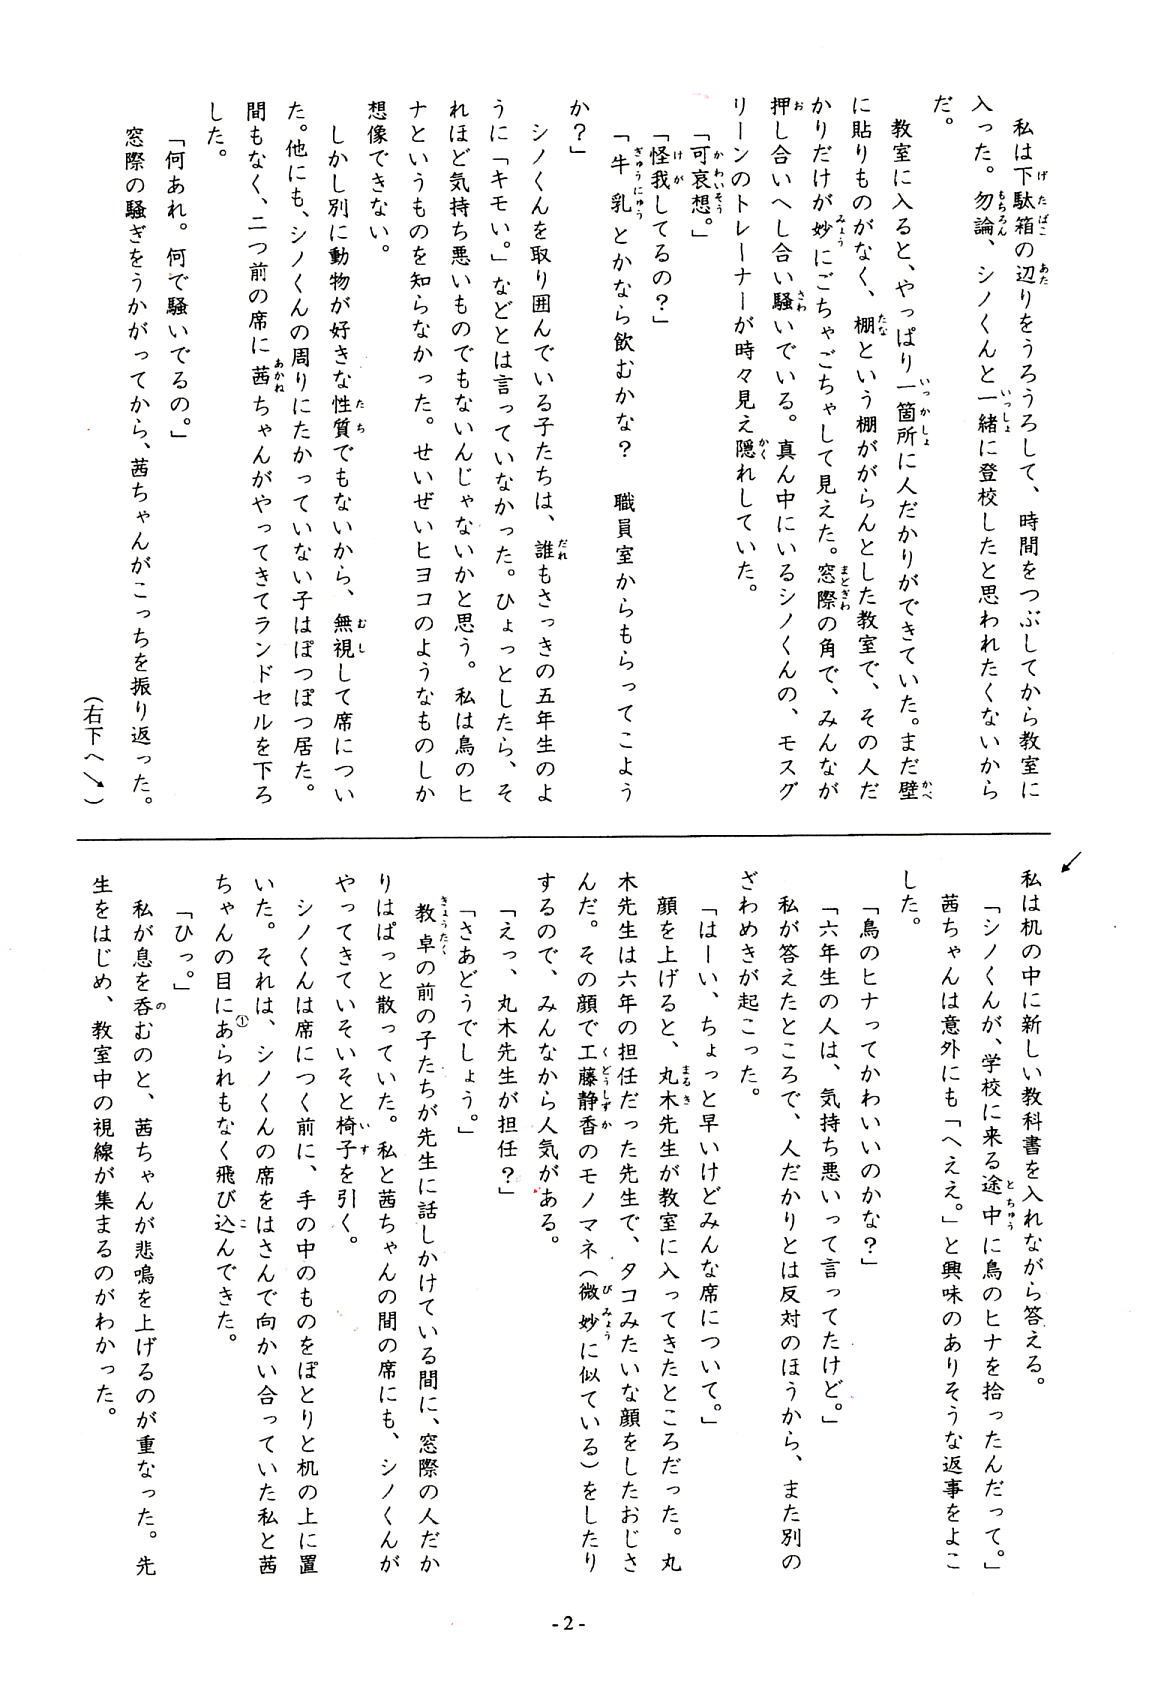 私は下駄箱の辺りをうろうろして、時間をつぶしてから教室に
入った。勿論、シノくんと一緒に登校したと思われたくないから
だ。
教室に入ると、やっぱり一箇所に人だかりができていた。まだ壁
に貼りものがなく、棚という棚ががらんとした教室で、その人だ
かりだけが妙にごちゃごちゃして見えた。窓際の角で、みんなが
押し合いへし合い騒いでいる。真ん中にいるシノくんの、モスグ
リーンのトレーナーが時々見え隠れしていた。
「可哀想。」
「怪我してるの？」
「牛乳とかなら飲むかな？　職員室からもらってこよう
か？」
シノくんを取り囲んでいる子たちは、誰もさっきの五年生のよ
うに「キモい。」などとは言っていなかった。ひょっとしたら、そ
れほど気持ち悪いものでもないんじゃないかと思う。私は鳥のヒ
ナというものを知らなかった。せいぜいヒヨコのようなものしか
想像できない。
しかし別に動物が好きな性質でもないから、無視して席につい
た。他にも、シノくんの周りにたかっていない子はぽつぽつ居た。
間もなく、二つ前の席に茜ちゃんがやってきてランドセルを下ろ
した。
「何あれ。何で騒いでるの。」
窓際の騒ぎをうかがってから、茜ちゃんがこっちを振り返った。
（右下へ↘）
私は机の中に新しい教科書を入れながら答える。
「シノくんが、学校に来る途中に鳥のヒナを拾ったんだって。」
茜ちゃんは意外にも「へええ。」と興味のありそうな返事をよこ
した。
「鳥のヒナってかわいいのかな？」
「六年生の人は、気持ち悪いって言ってたけど。」
私が答えたところで、人だかりとは反対のほうから、また別の
ざわめきが起こった。
「はーい、ちょっと早いけどみんな席について。」
顔を上げると、丸木先生が教室に入ってきたところだった。丸
木先生は六年の担任だった先生で、タコみたいな顔をしたおじさ
んだ。その顔で工藤静香のモノマネ（微妙に似ている）をしたり
するので、みんなから人気がある。
「えっ、丸木先生が担任？」
「さあどうでしょう。」
教卓の前の子たちが先生に話しかけている間に、窓際の人だか
りはぱっと散っていた。私と茜ちゃんの間の席にも、シノくんが
やってきていそいそと椅子を引く。
シノくんは席につく前に、手の中のものをぽとりと机の上に置
いた。それは、シノくんの席をはさんで向かい合っていた私と茜
ちゃんの目に①あられもなく飛び込んできた。
「ひっ。」
私が息を呑むのと、茜ちゃんが悲鳴を上げるのが重なった。先
生をはじめ、教室中の視線が集まるのがわかった。
- 2 -